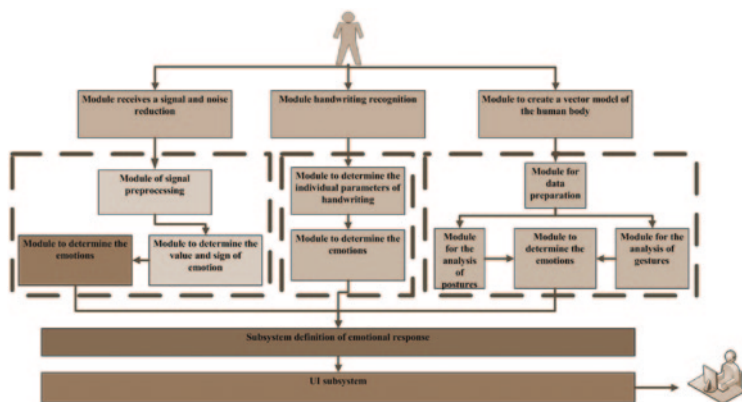 Module receives a signal and noise
reduction
Module handwriting recognition
Module to create a vector model of
the human body
Module of signal
preprocessing
Module to determine the
individual parameters of
handwriting
Module for
data
preparation
Module to determine the
emotions
Module to determine the
value and sign of
emotion
Module to determine the
emotions
Module
for the
analysis
of
postures
Module to
determine the
emotions
Module for the
analysis of
gestures
Subsystem definition of emotional response
UI subsystem